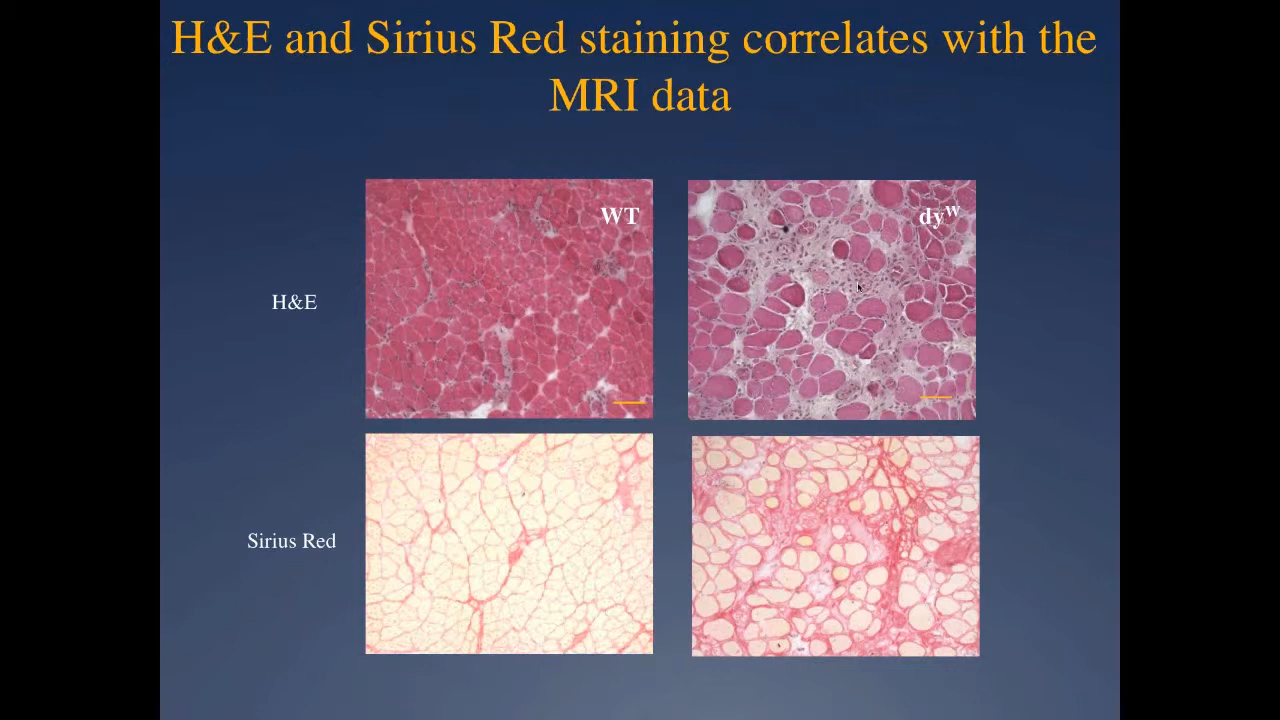 H&E and Sirius Red staining correlates with the
MRI data
WT
dyᵂ
H&E
Sirius Red